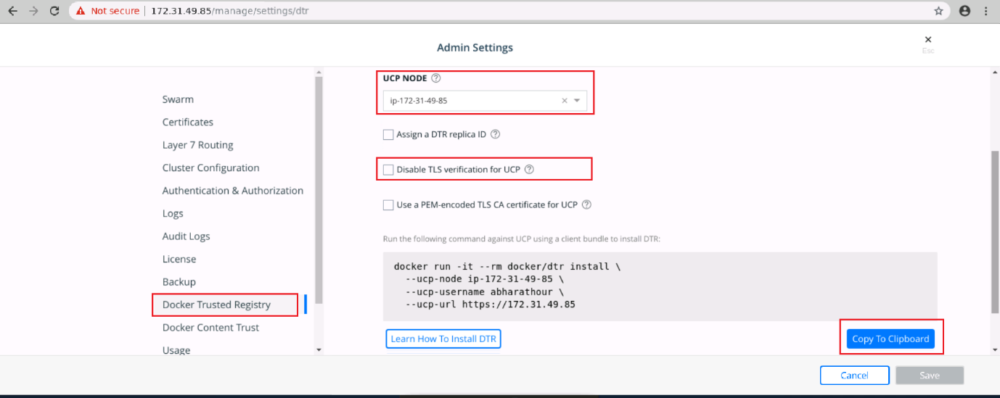 Not secure 172.31.49.85/manage/settings/dtr
Admin Settings
Esc
Swarm
Certificates
Layer 7 Routing
Cluster Configuration
Authentication & Authorization
Logs
Audit Logs
License
Backup
Docker Trusted Registry
Docker Content Trust
Usage
UCP NODE
ip-172-31-49-85
Assign a DTR replica ID
Disable TLS verification for UCP
Use a PEM-encoded TLS CA certificate for UCP
Run the following command against UCP using a client bundle to install DTR:
docker run -it --rm docker/dtr install \
--ucp-node ip-172-31-49-85 \
--ucp-username abharathour \
--ucp-url https://172.31.49.85
Learn How To Install DTR
Copy To Clipboard
Cancel
Save